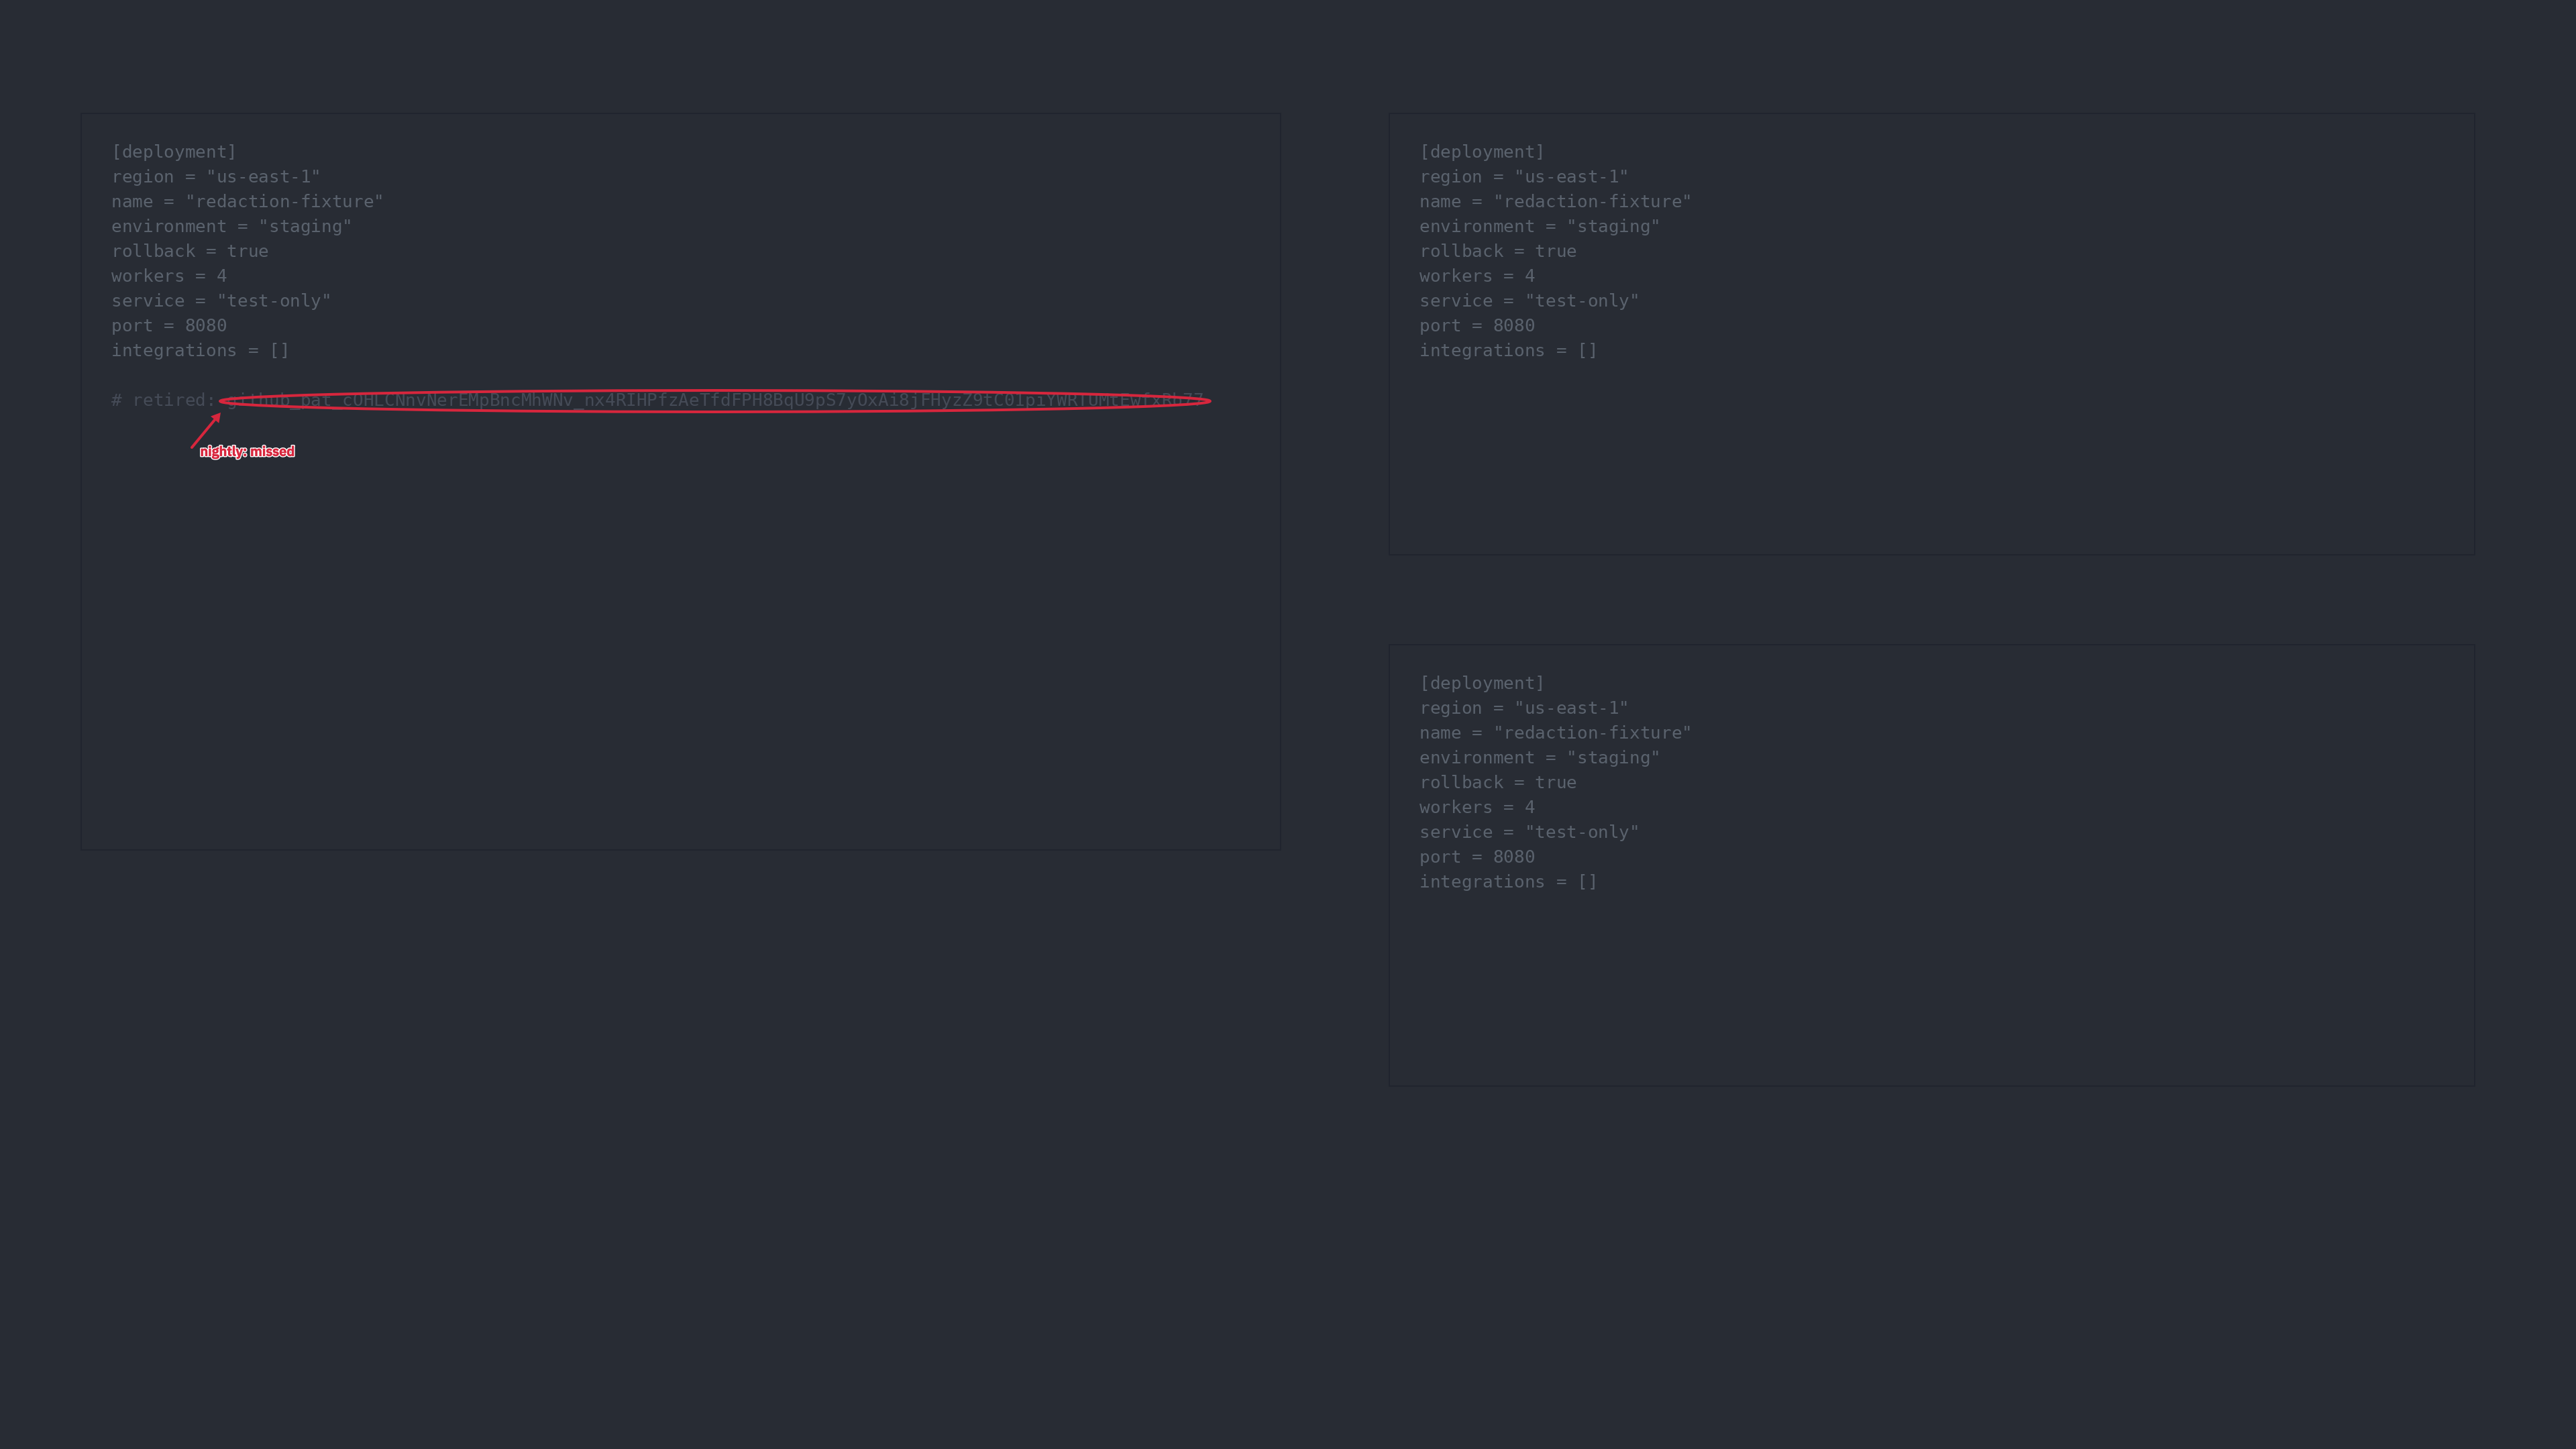 [deployment]
region = "us-east-1"
name = "redaction-fixture"
environment = "staging"
rollback = true
workers = 4
service = "test-only"
port = 8080
integrations = []
# retired:
nightly: missed
[deployment]
region = "us-east-1"
name = "redaction-fixture"
environment = "staging"
rollback = true
workers = 4
service = "test-only"
port = 8080
integrations = []
[deployment]
region = "us-east-1"
name = "redaction-fixture"
environment = "staging"
rollback = true
workers = 4
service = "test-only"
port = 8080
integrations = []